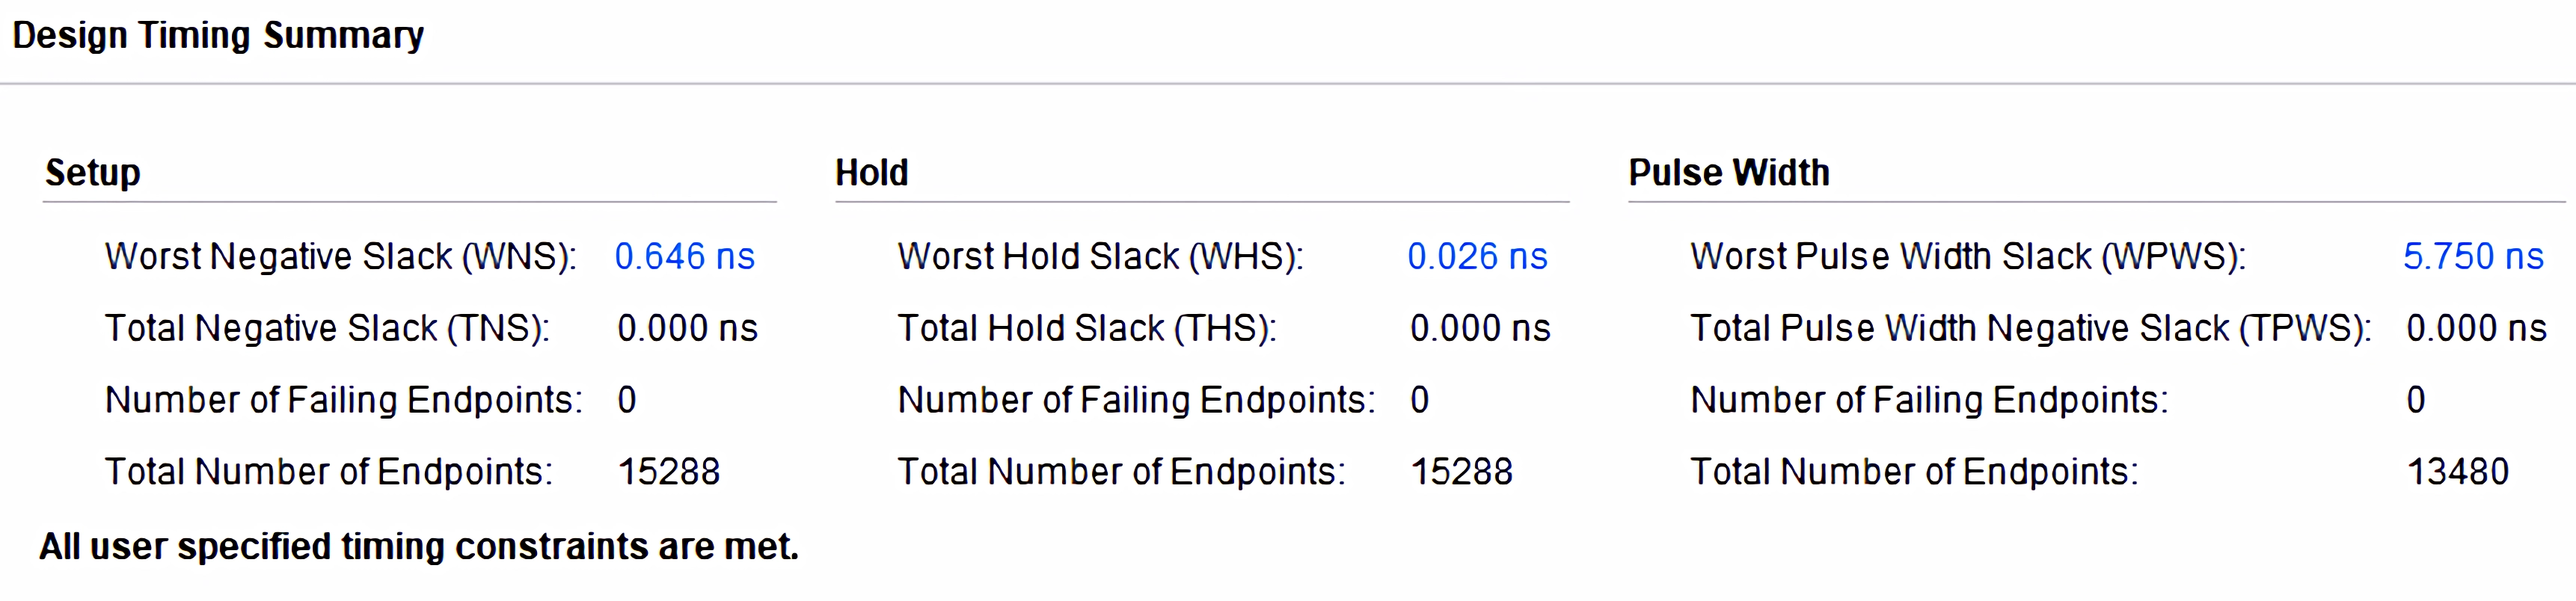 Design Timing Summary
Setup
Hold
Pulse Width
Worst Negative Slack (WNS): 0.646 ns
Worst Hold Slack (WHS): 0.026 ns
Worst Pulse Width Slack (WPWS): 5.750 ns
Total Negative Slack (TNS): 0.000 ns
Total Hold Slack (THS): 0.000 ns
Total Pulse Width Negative Slack (TPWS): 0.000 ns
Number of Failing Endpoints: 0
Number of Failing Endpoints: 0
Number of Failing Endpoints: 0
Total Number of Endpoints: 15288
Total Number of Endpoints: 15288
Total Number of Endpoints: 13480
All user specified timing constraints are met.